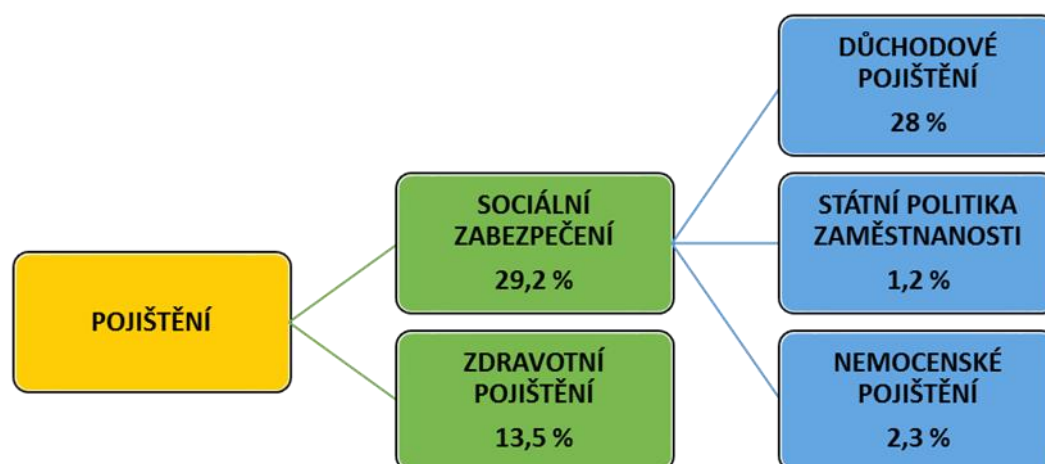 POJIŠTĚNÍ
SOCIÁLNÍ
ZABEZPEČENÍ
29,2 %
ZDRAVOTNÍ
POJIŠTĚNÍ
13,5 %
DŮCHODOVÉ
POJIŠTĚNÍ
28 %
STÁTNÍ POLITIKA
ZAMĚSTNANOSTI
1,2 %
NEMOCENSKÉ
POJIŠTĚNÍ
2,3 %